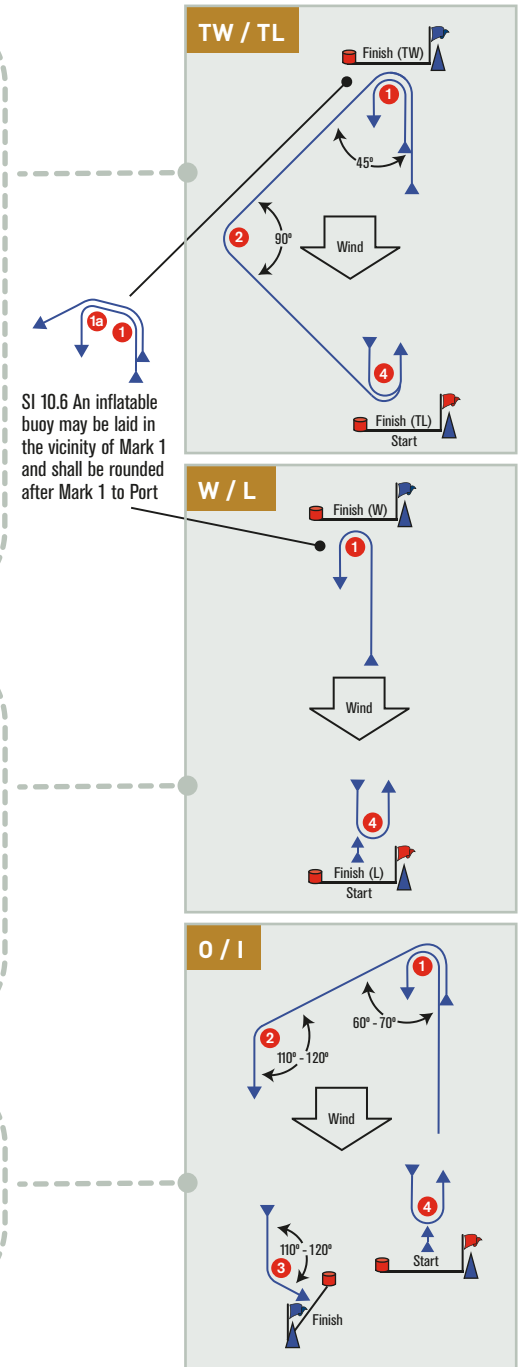 TW / TL
Finish (TW)
1
45º
2
90º
Wind
4
Finish (TL)
Start
1a
1
SI 10.6 An inflatable
buoy may be laid in
the vicinity of Mark 1
and shall be rounded
after Mark 1 to Port
W / L
Finish (W)
1
Wind
4
Finish (L)
Start
O / I
1
60º - 70º
2
110º - 120º
Wind
4
Start
110º - 120º
3
Finish